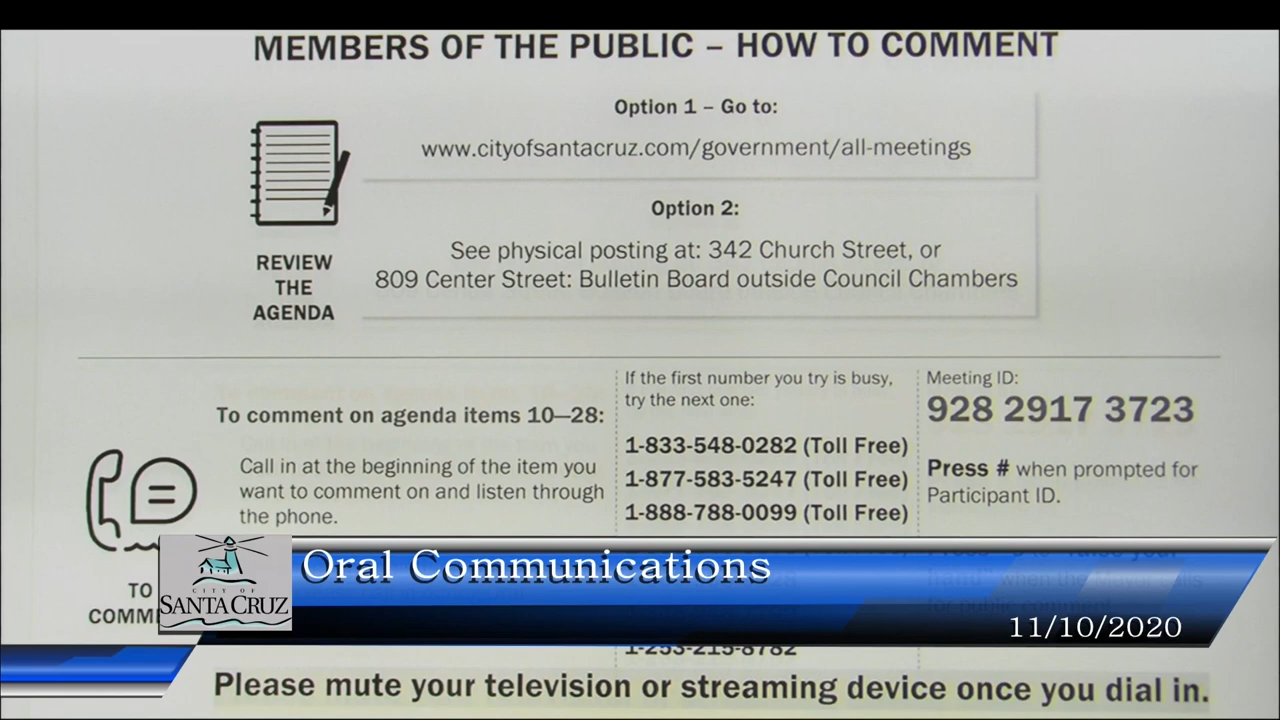 MEMBERS OF THE PUBLIC – HOW TO COMMENT
Option 1 – Go to:
www.cityofsantacruz.com/government/all-meetings
Option 2:
See physical posting at: 342 Church Street, or
809 Center Street: Bulletin Board outside Council Chambers
REVIEW
THE
AGENDA
To comment on agenda items 10—28:
Call in at the beginning of the item you
want to comment on and listen through
the phone.
If the first number you try is busy,
try the next one:
1-833-548-0282 (Toll Free)
1-877-583-5247 (Toll Free)
1-888-788-0099 (Toll Free)
1-253-215-8782
Meeting ID:
928 2917 3723
Press # when prompted for
Participant ID.
TO
CITY OF
SANTA CRUZ
Oral Communications
11/10/2020
Please mute your television or streaming device once you dial in.